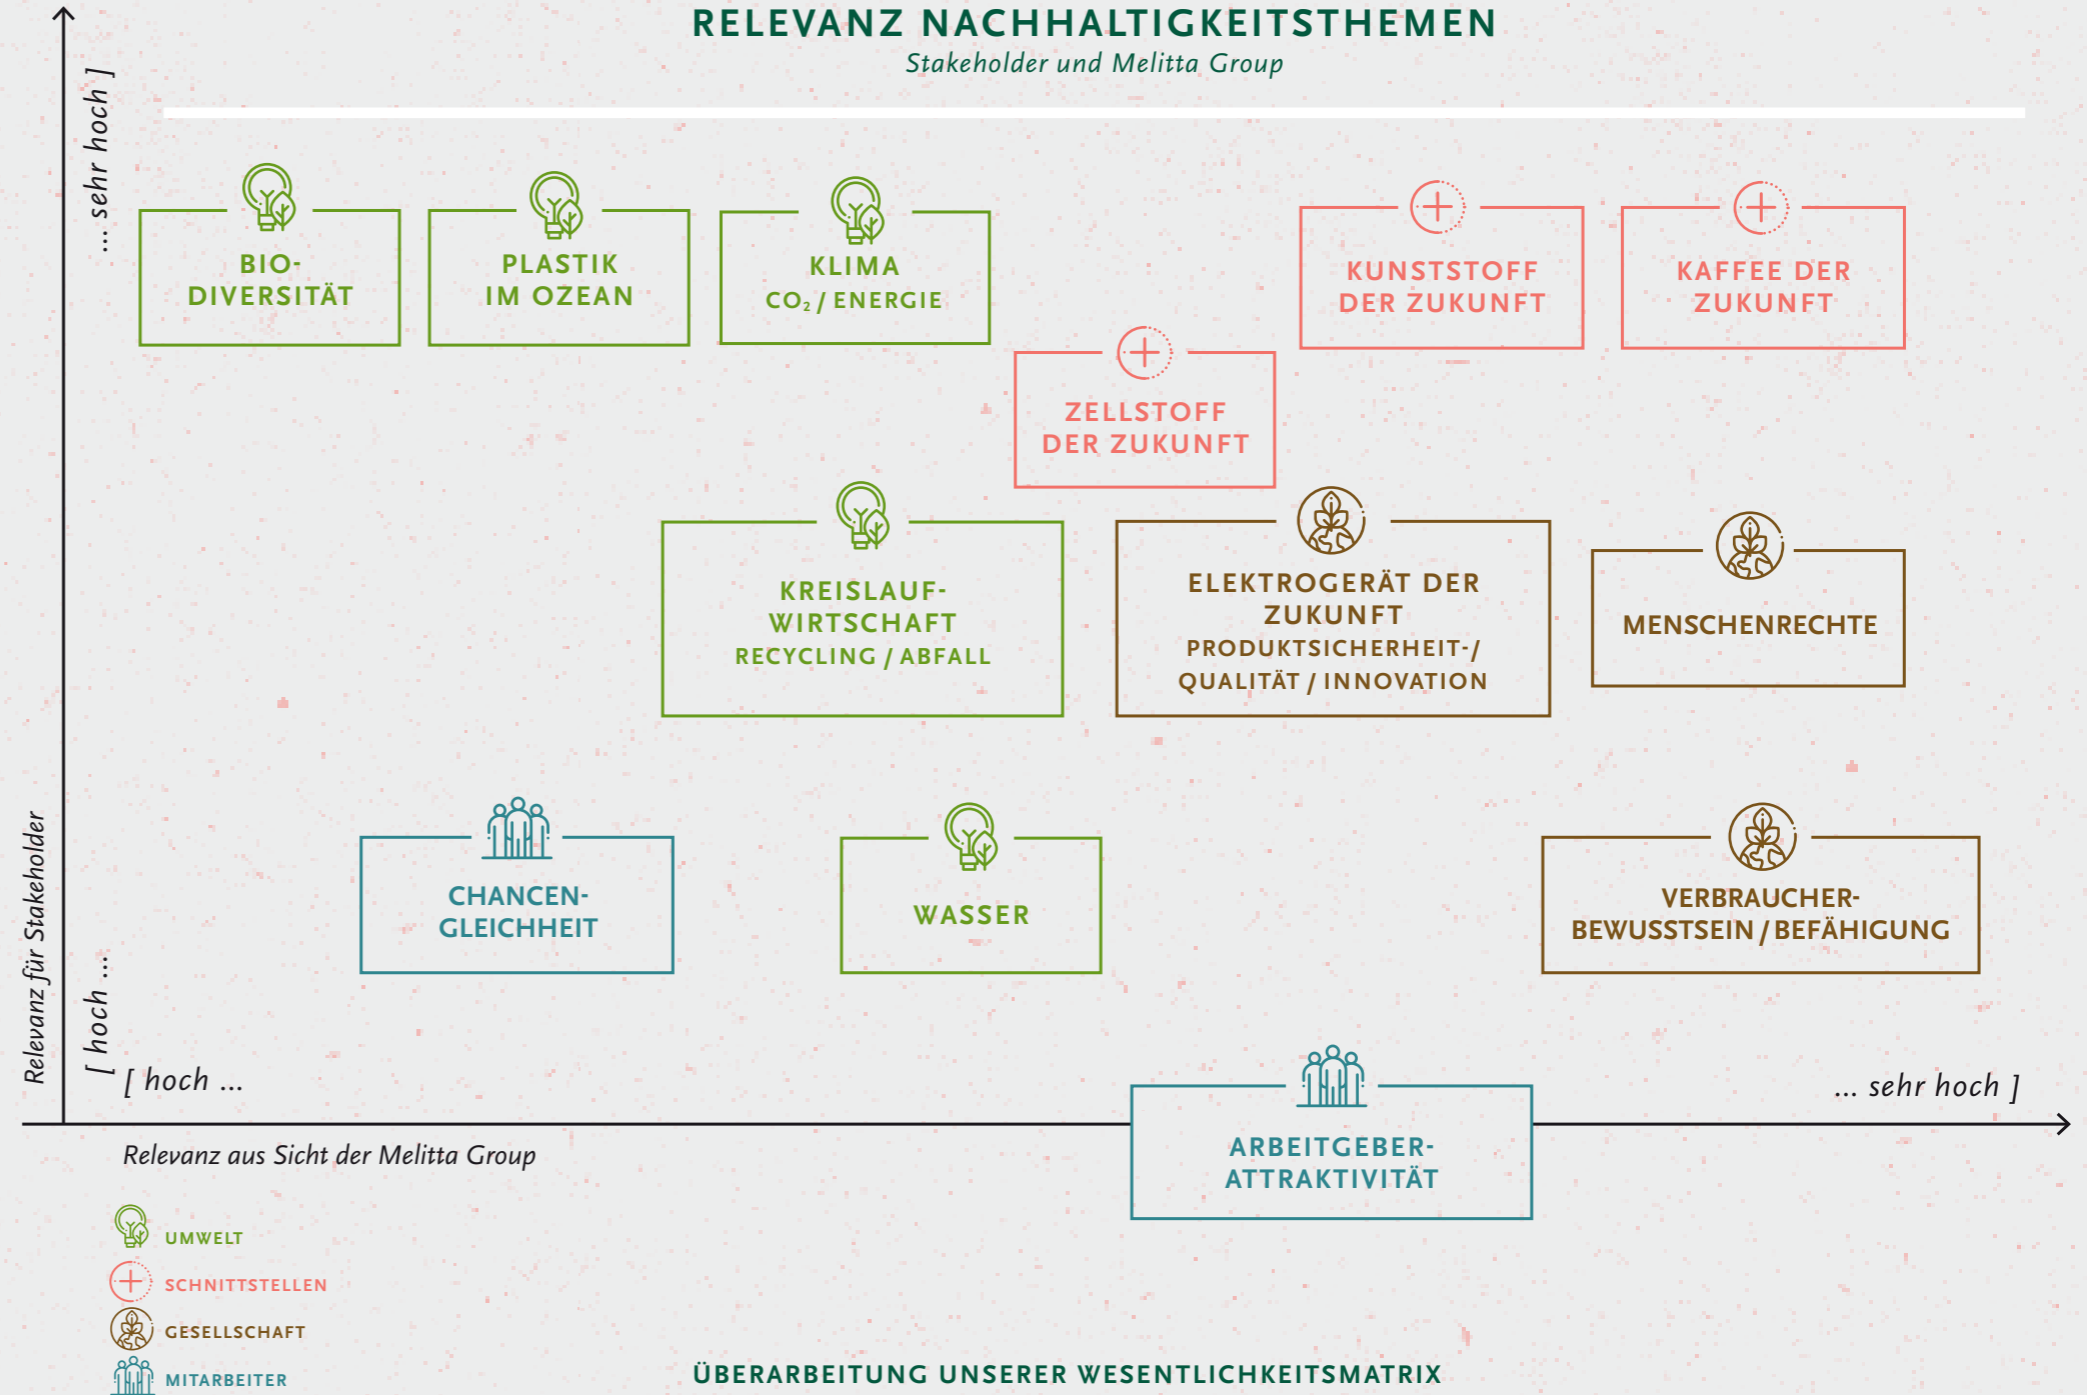 RELEVANZ NACHHALTIGKEITSTHEMEN
Stakeholder und Melitta Group
... sehr hoch ]
BIO-
DIVERSITÄT
PLASTIK
IM OZEAN
KLIMA
CO₂ / ENERGIE
KUNSTSTOFF
DER ZUKUNFT
KAFFEE DER
ZUKUNFT
ZELLSTOFF
DER ZUKUNFT
KREISLAUF-
WIRTSCHAFT
RECYCLING / ABFALL
ELEKTROGERÄT DER
ZUKUNFT
PRODUKTSICHERHEIT-/
QUALITÄT / INNOVATION
MENSCHENRECHTE
CHANCEN-
GLEICHHEIT
WASSER
VERBRAUCHER-
BEWUSSTSEIN / BEFÄHIGUNG
Relevanz für Stakeholder
[ hoch ...
[ hoch ...
... sehr hoch ]
ARBEITGEBER-
ATTRAKTIVITÄT
Relevanz aus Sicht der Melitta Group
UMWELT
SCHNITTSTELLEN
GESELLSCHAFT
MITARBEITER
ÜBERARBEITUNG UNSERER WESENTLICHKEITSMATRIX